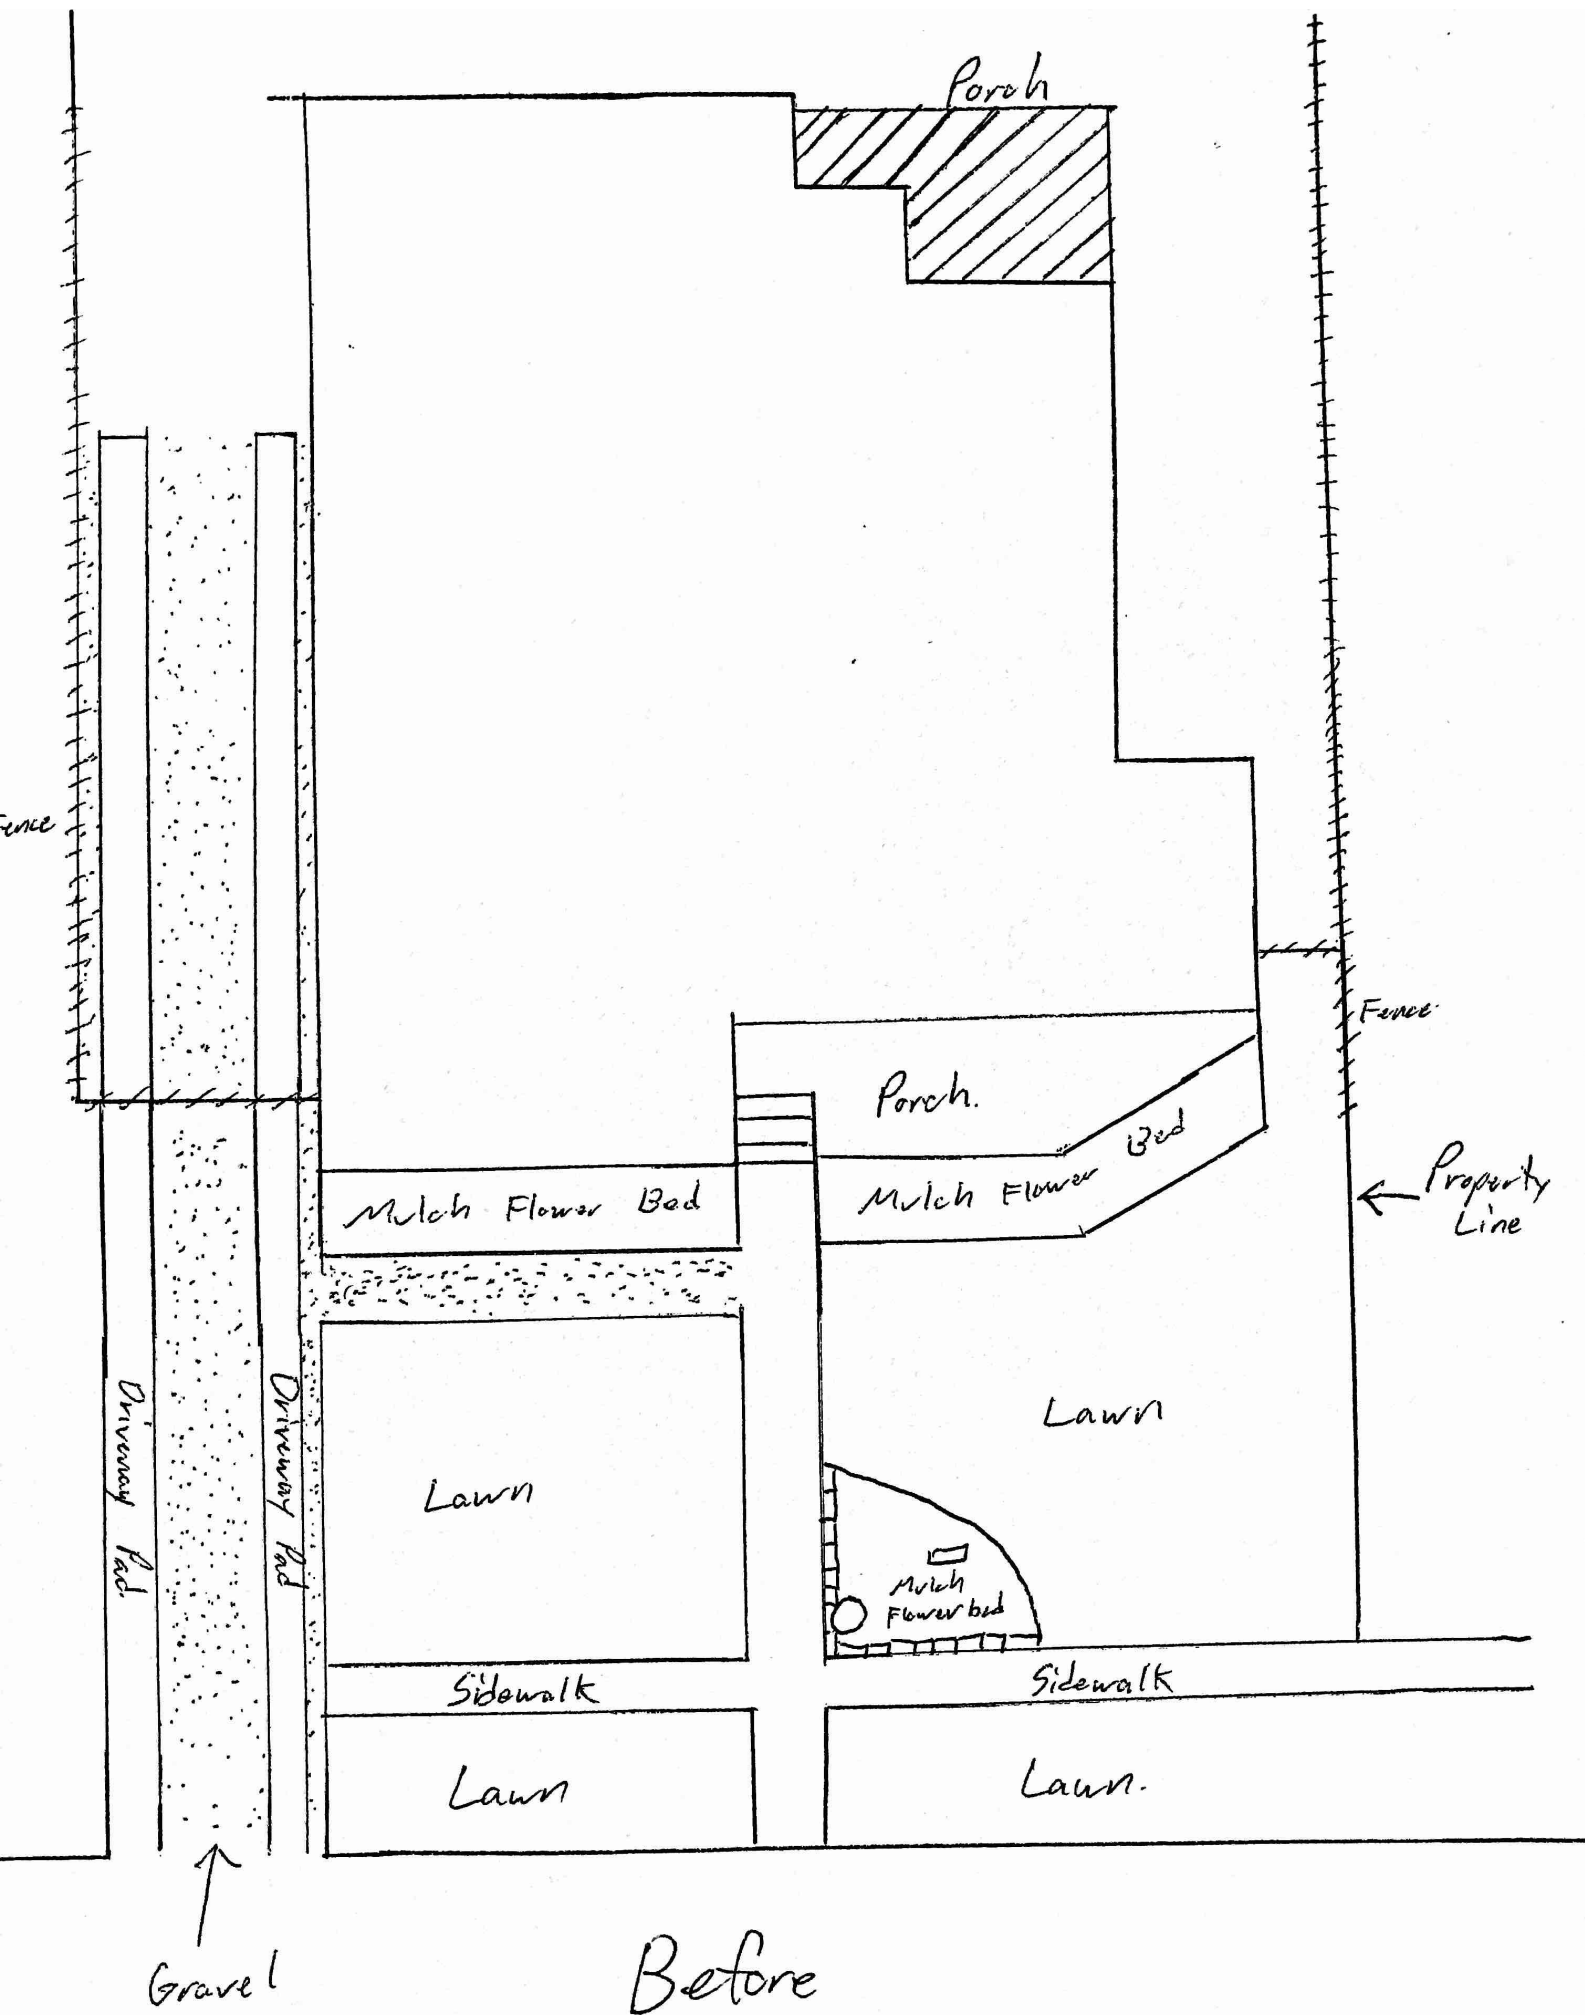 Porch
Fence
Fence
Porch.
Mulch Flower Bed
Mulch Flower Bed
Property
Line
Lawn
Driveway Pad
Driveway Pad
Lawn
Mulch
Flower bed
Sidewalk
Sidewalk
Lawn
Lawn.
Gravel
Before